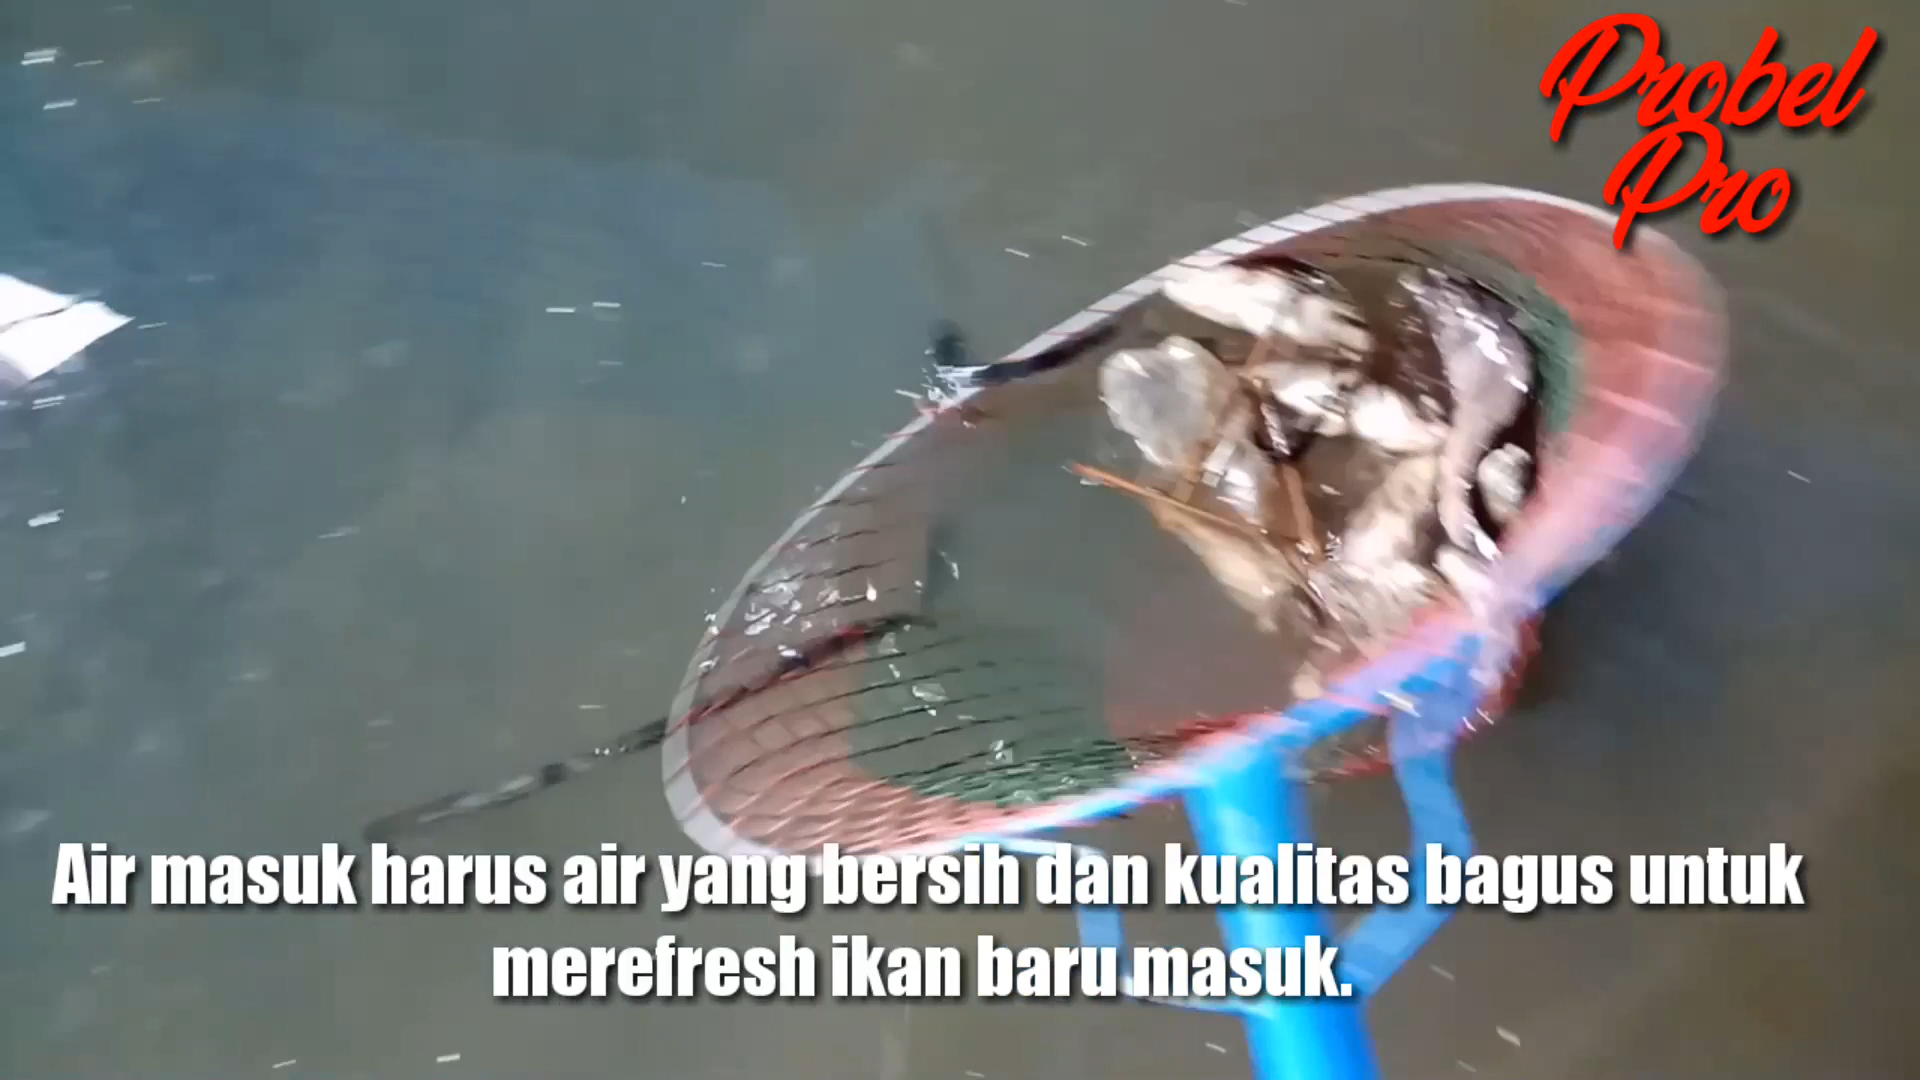 Probel
Pro
Air masuk harus air yang bersih dan kualitas bagus untuk
merefresh ikan baru masuk.